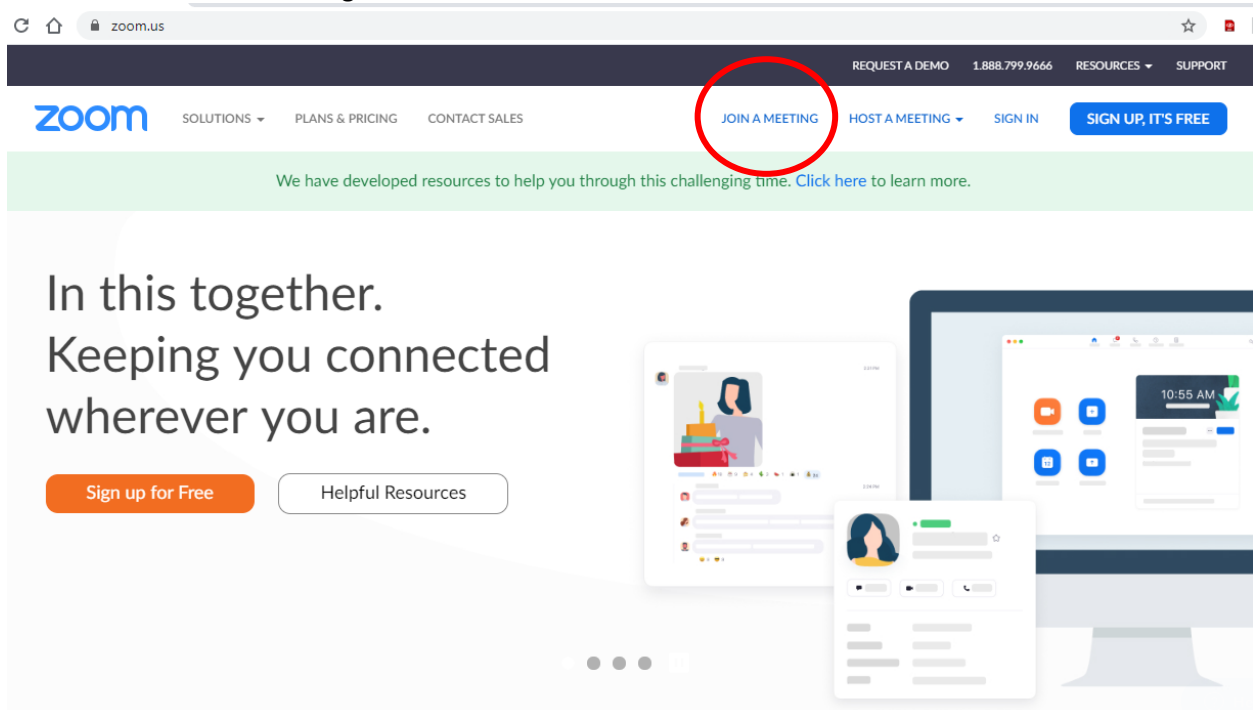 zoom.us
REQUEST A DEMO 1.888.799.9666 RESOURCES SUPPORT
zoom SOLUTIONS PLANS & PRICING CONTACT SALES JOIN A MEETING HOST A MEETING SIGN IN SIGN UP, IT'S FREE
We have developed resources to help you through this challenging time. Click here to learn more.
In this together.
Keeping you connected
wherever you are.
Sign up for Free Helpful Resources
10:55 AM